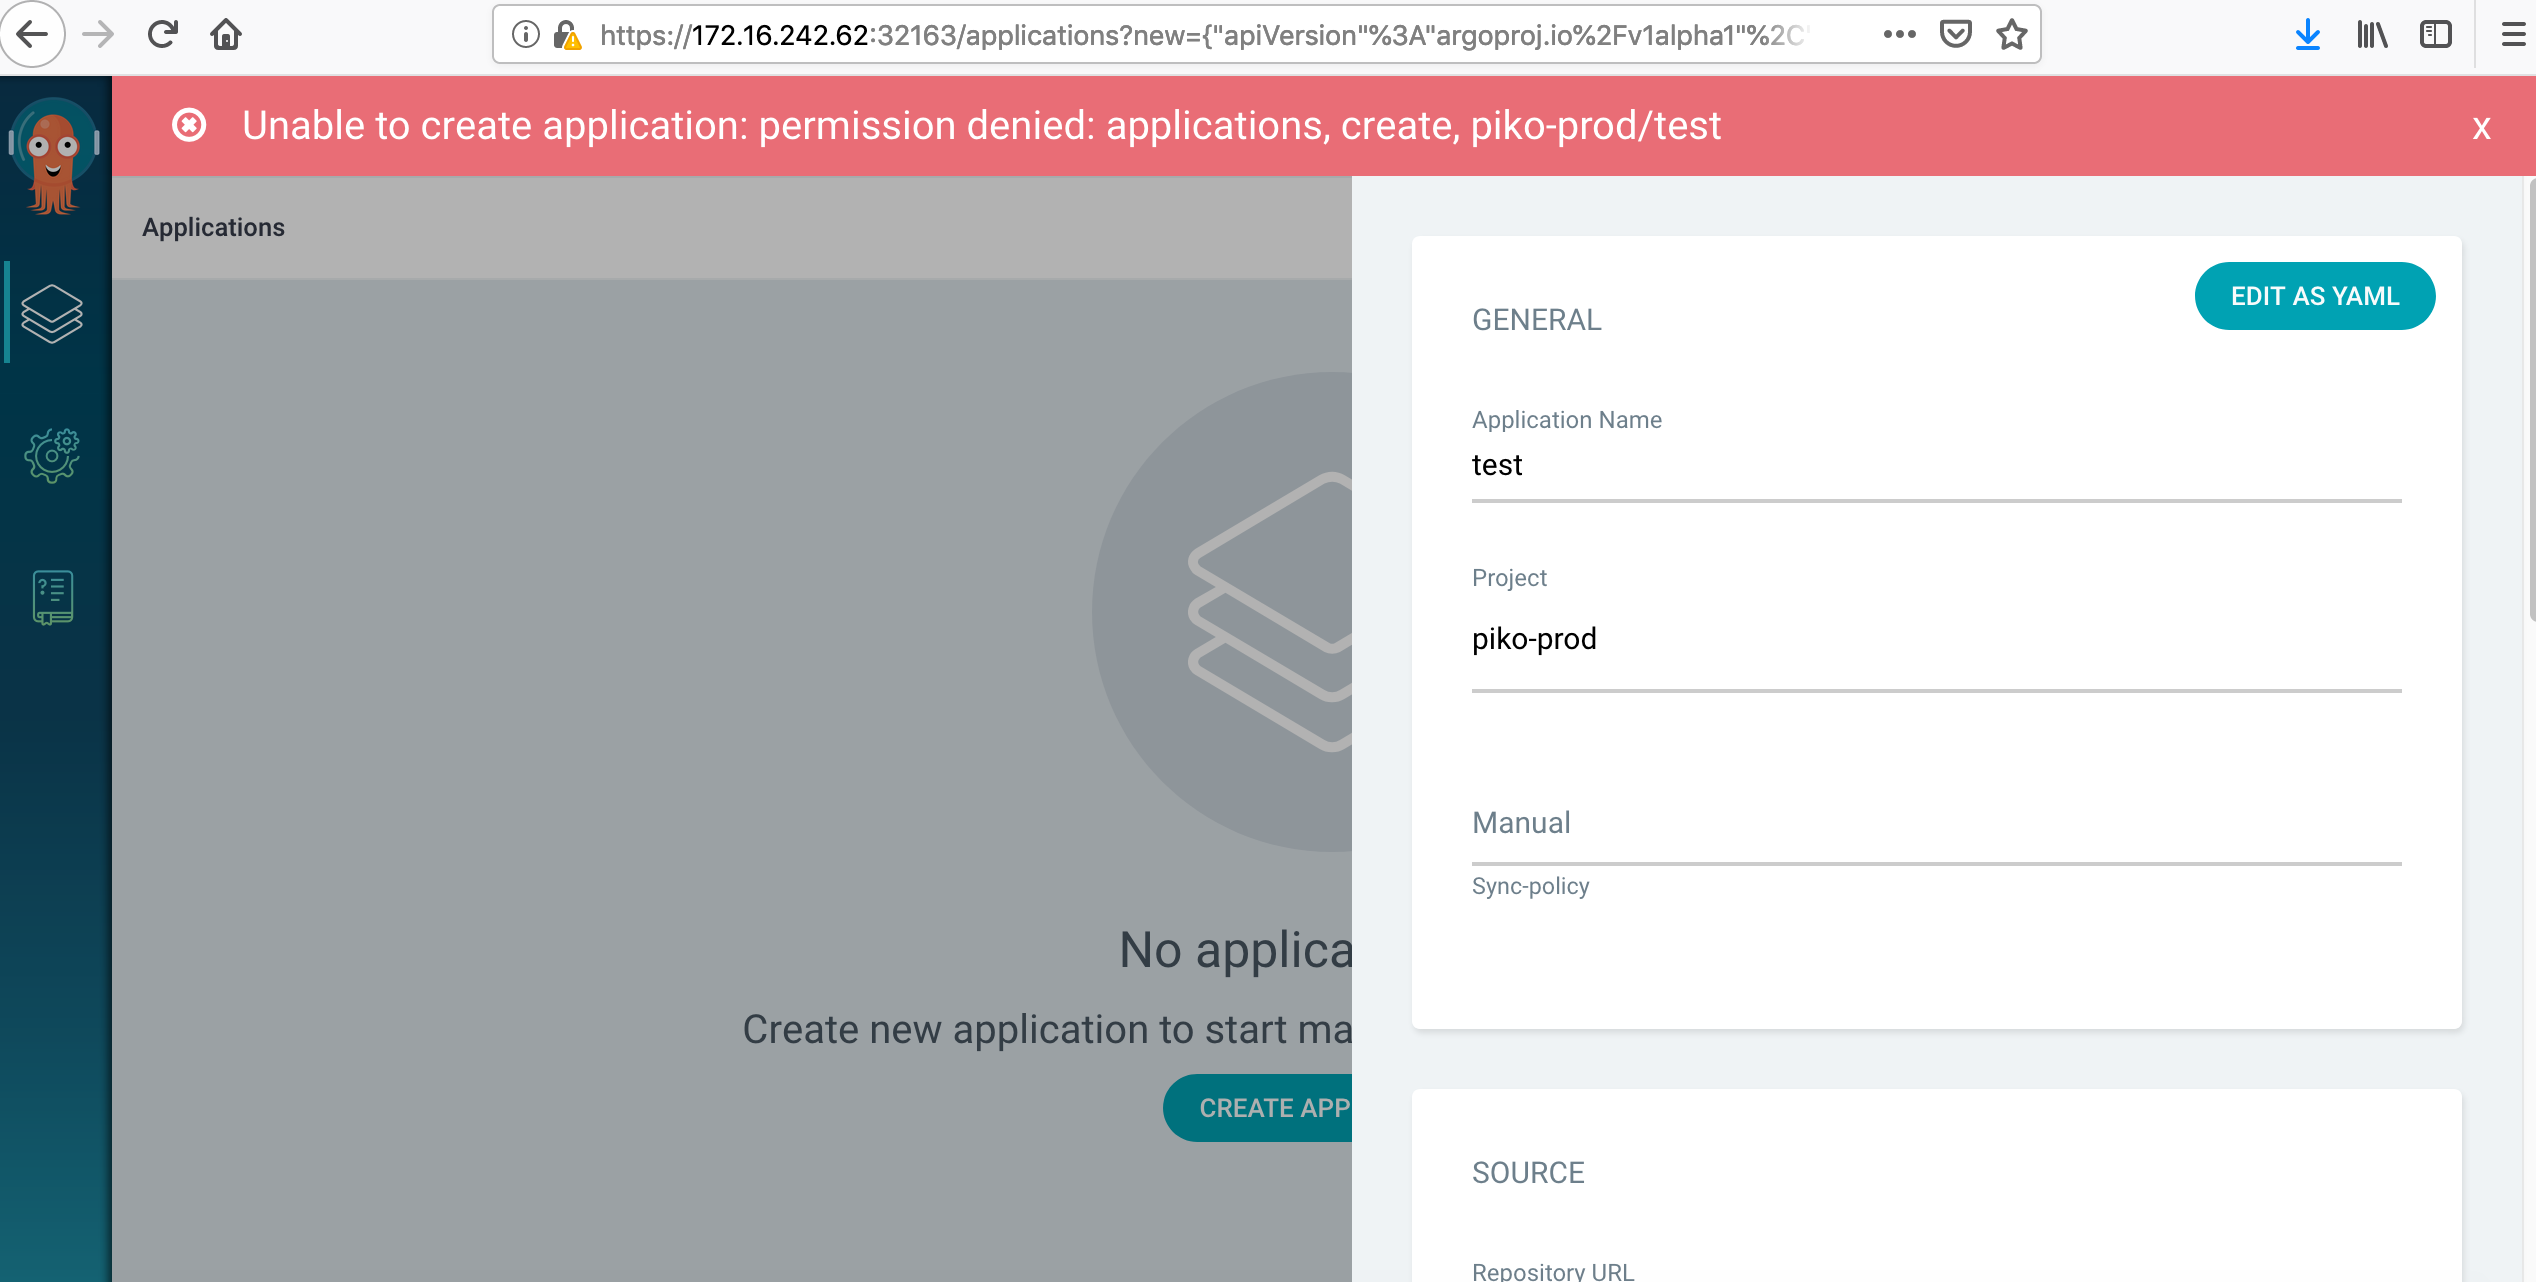 https://172.16.242.62:32163/applications?new={"apiVersion"%3A"argoproj.io%2Fv1alpha1"%2C"
Unable to create application: permission denied: applications, create, piko-prod/test
x
Applications
EDIT AS YAML
GENERAL
Application Name
test
Project
piko-prod
Manual
Sync-policy
No applica
Create new application to start ma
CREATE APP
SOURCE
Repository URL